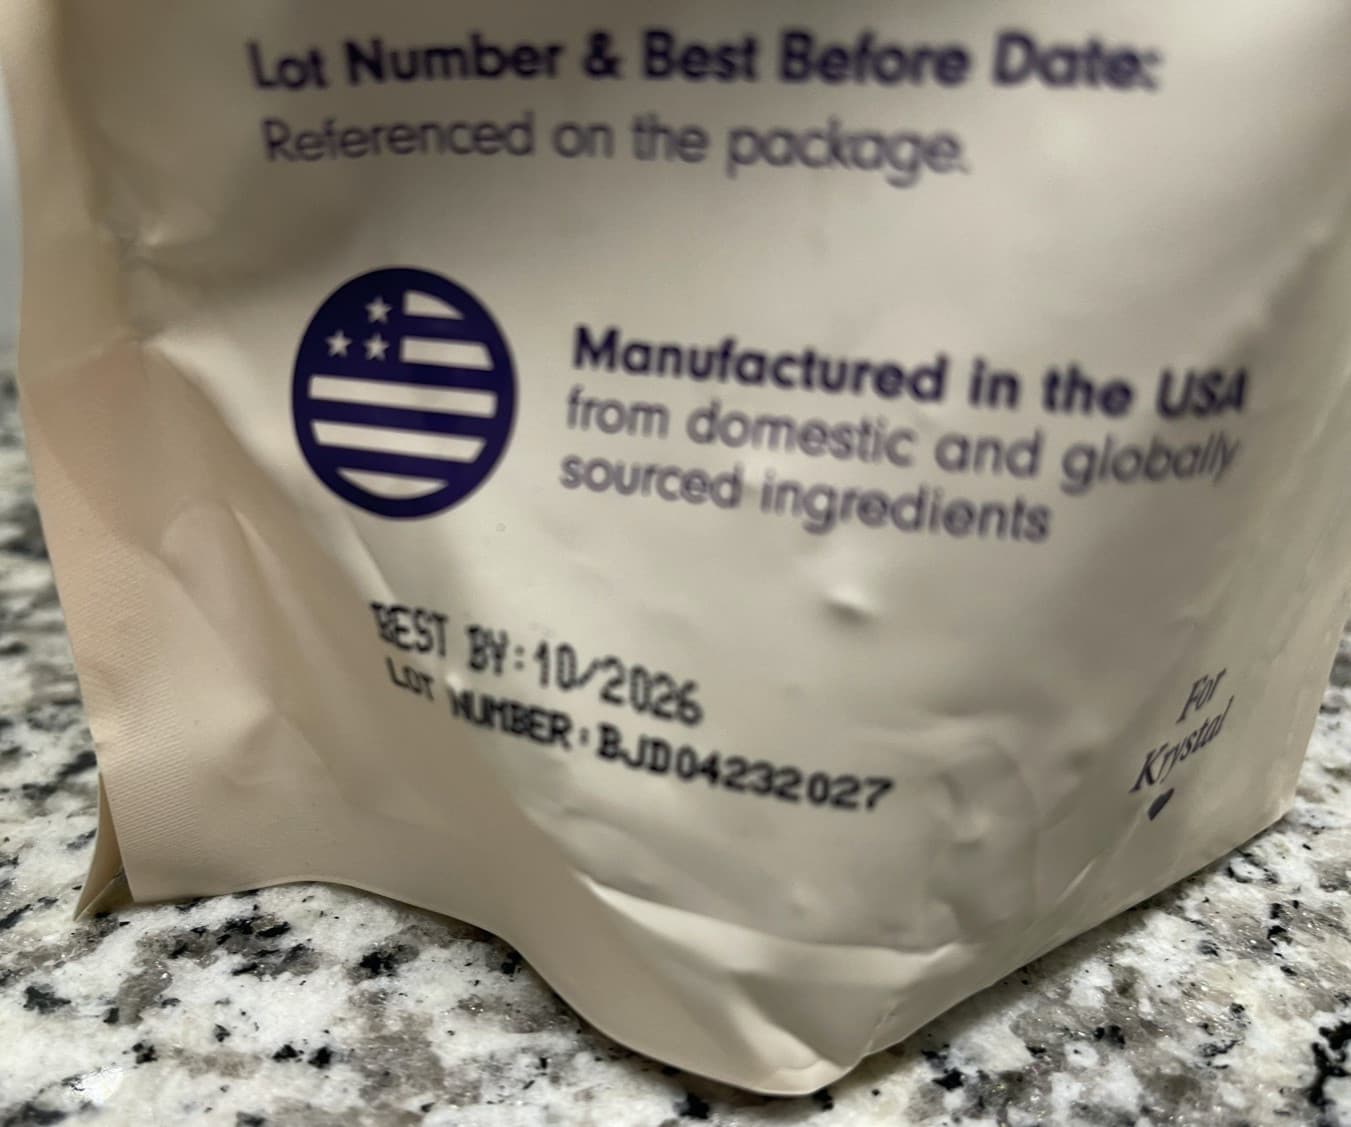 Lot Number & Best Before Date:
Referenced on the package.
Manufactured in the USA
from domestic and globally
sourced ingredients
BEST BY:10/2026
LOT NUMBER:BJD04232027
For
Krystal